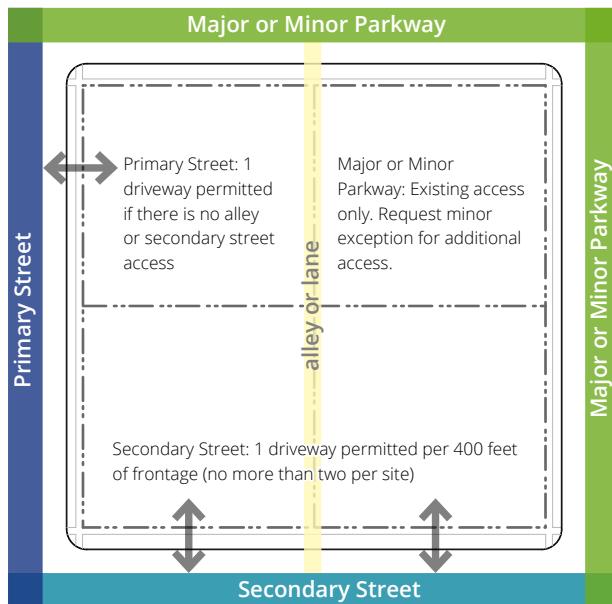 Major or Minor Parkway
Primary Street
Primary Street: 1
driveway permitted
if there is no alley
or secondary street
access
alley or lane
Major or Minor
Parkway: Existing access
only. Request minor
exception for additional
access.
Major or Minor Parkway
Secondary Street: 1 driveway permitted per 400 feet
of frontage (no more than two per site)
Secondary Street